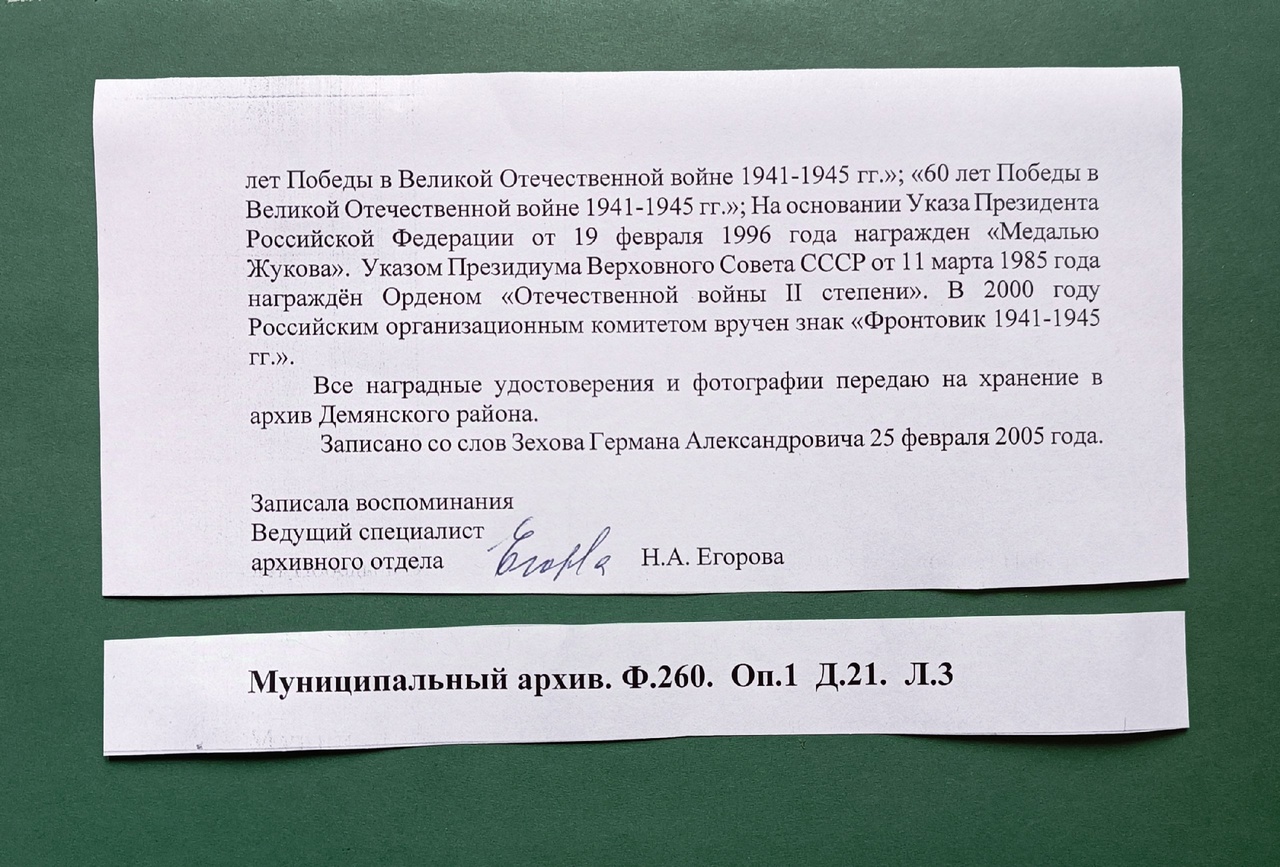 лет Победы в Великой Отечественной войне 1941-1945 гг.»; «60 лет Победы в
Великой Отечественной войне 1941-1945 гг.»; На основании Указа Президента
Российской Федерации от 19 февраля 1996 года награжден «Медалью
Жукова». Указом Президиума Верховного Совета СССР от 11 марта 1985 года
награждён Орденом «Отечественной войны II степени». В 2000 году
Российским организационным комитетом вручен знак «Фронтовик 1941-1945
гг.».
Все наградные удостоверения и фотографии передаю на хранение в
архив Демянского района.
Записано со слов Зехова Германа Александровича 25 февраля 2005 года.
Записала воспоминания
Ведущий специалист
архивного отдела Н.А. Егорова
Муниципальный архив. Ф.260. Оп.1 Д.21. Л.3